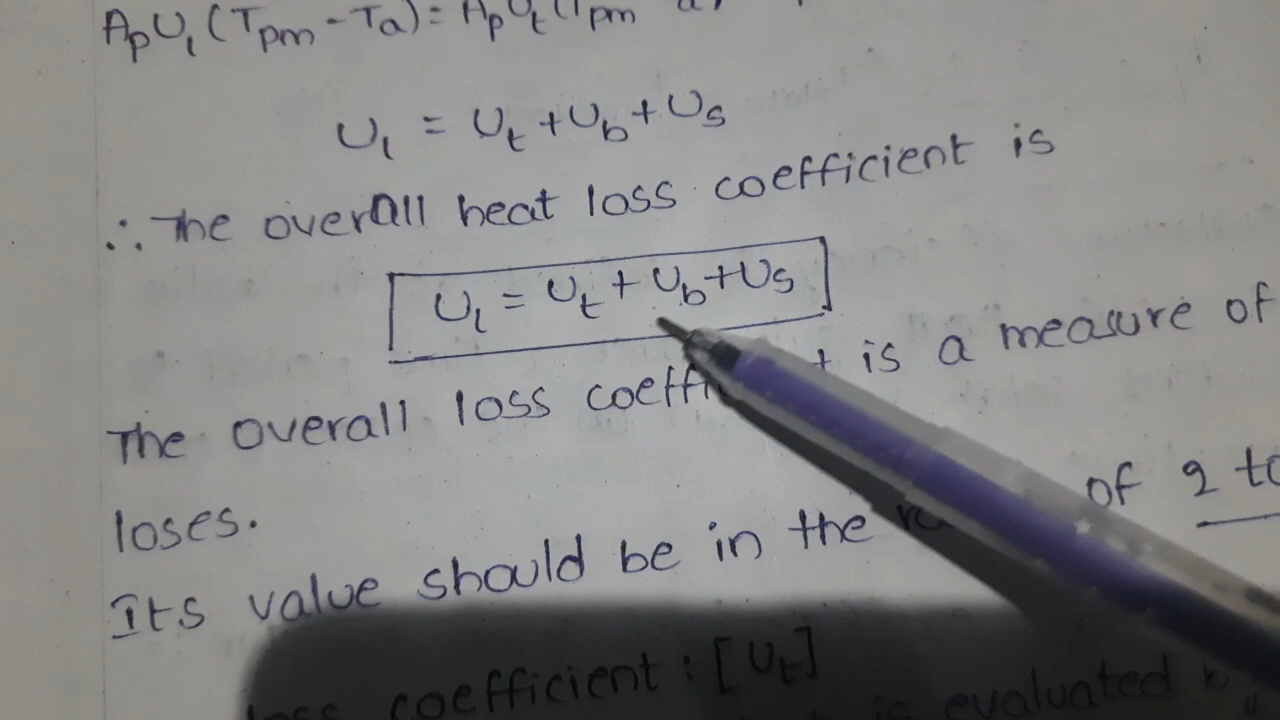 ApUl(Tpm-Ta)= ApUt(Tpm
Ul = Ut +Ub+Us
∴ The overall heat loss coefficient is
Ul = Ut + Ub+Us
The overall loss is a measure of
loses.
Its value should be in the of 2 to
coefficient : [Ut]
is evaluated